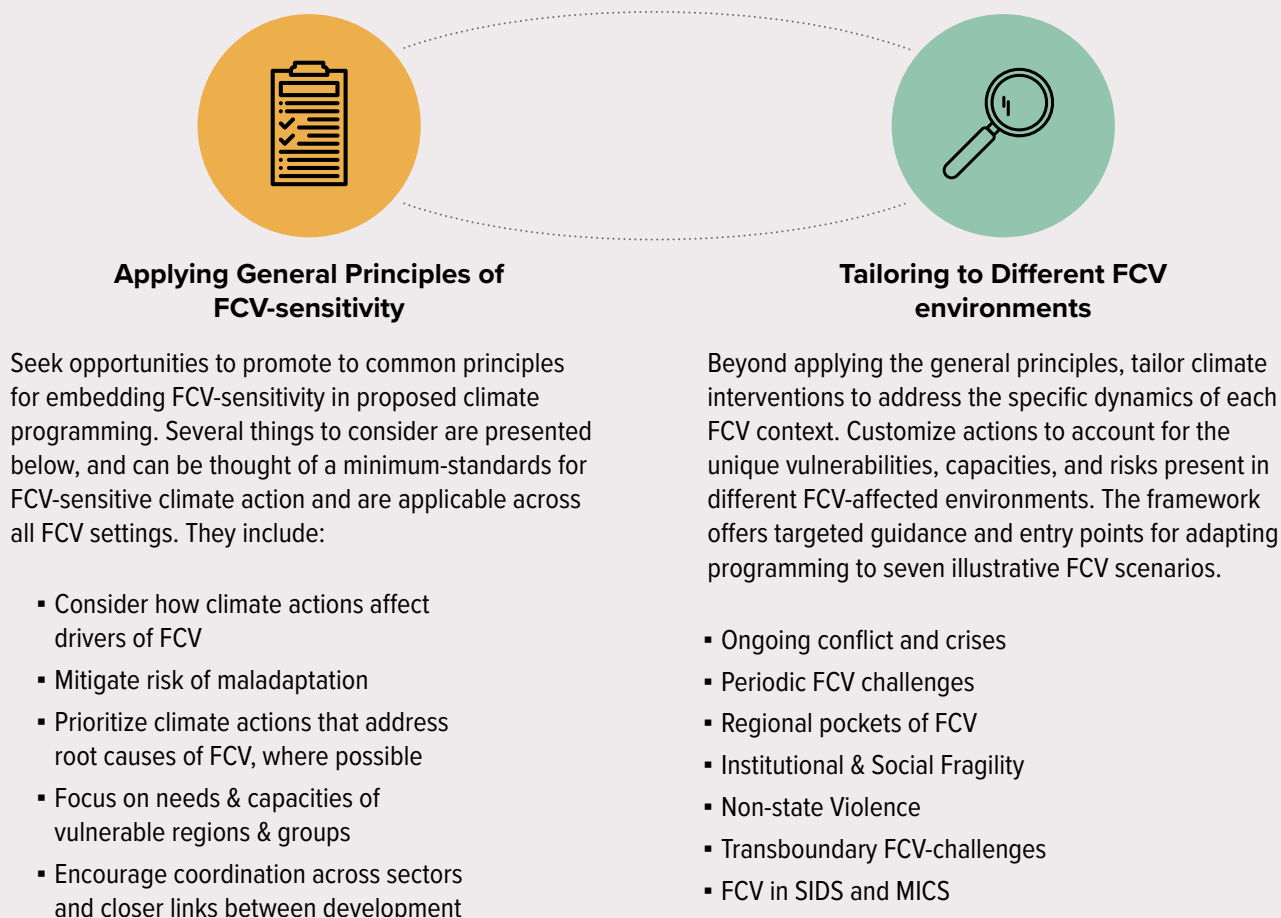 Applying General Principles of
FCV-sensitivity
Seek opportunities to promote to common principles
for embedding FCV-sensitivity in proposed climate
programming. Several things to consider are presented
below, and can be thought of a minimum-standards for
FCV-sensitive climate action and are applicable across
all FCV settings. They include:
▪ Consider how climate actions affect
drivers of FCV
▪ Mitigate risk of maladaptation
▪ Prioritize climate actions that address
root causes of FCV, where possible
▪ Focus on needs & capacities of
vulnerable regions & groups
▪ Encourage coordination across sectors
and closer links between development
Tailoring to Different FCV
environments
Beyond applying the general principles, tailor climate
interventions to address the specific dynamics of each
FCV context. Customize actions to account for the
unique vulnerabilities, capacities, and risks present in
different FCV-affected environments. The framework
offers targeted guidance and entry points for adapting
programming to seven illustrative FCV scenarios.
▪ Ongoing conflict and crises
▪ Periodic FCV challenges
▪ Regional pockets of FCV
▪ Institutional & Social Fragility
▪ Non-state Violence
▪ Transboundary FCV-challenges
▪ FCV in SIDS and MICS